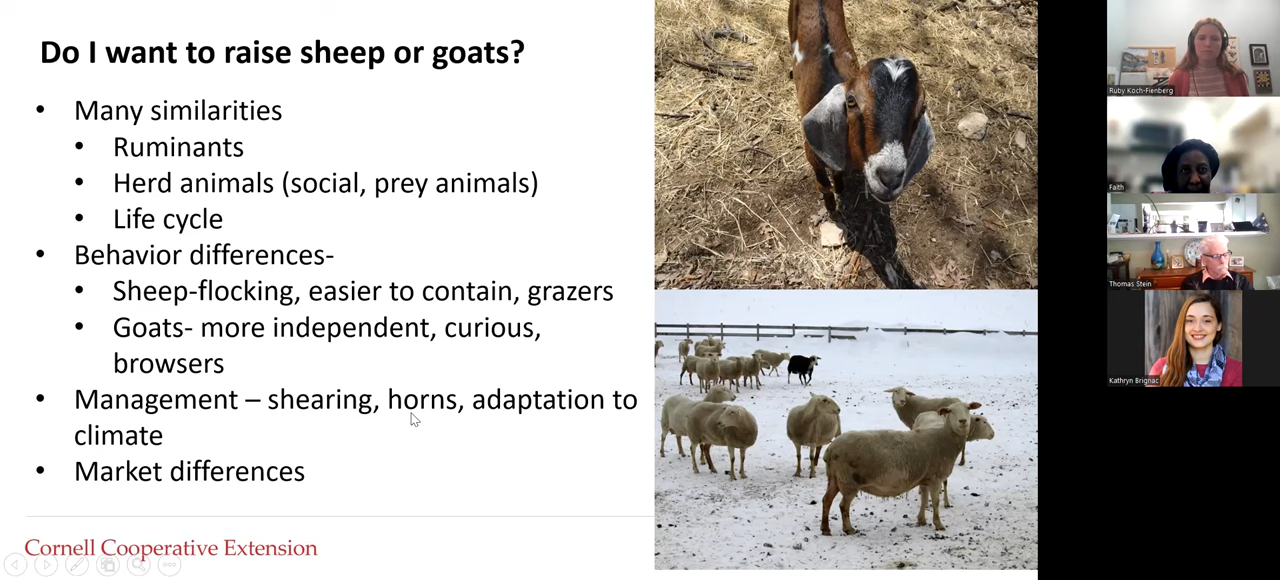 Do I want to raise sheep or goats?
• Many similarities
• Ruminants
• Herd animals (social, prey animals)
• Life cycle
• Behavior differences-
• Sheep-flocking, easier to contain, grazers
• Goats- more independent, curious,
browsers
• Management – shearing, horns, adaptation to
climate
• Market differences
Cornell Cooperative Extension
Ruby Koch-Fienberg
Faith
Thomas Stein
Kathryn Brignac